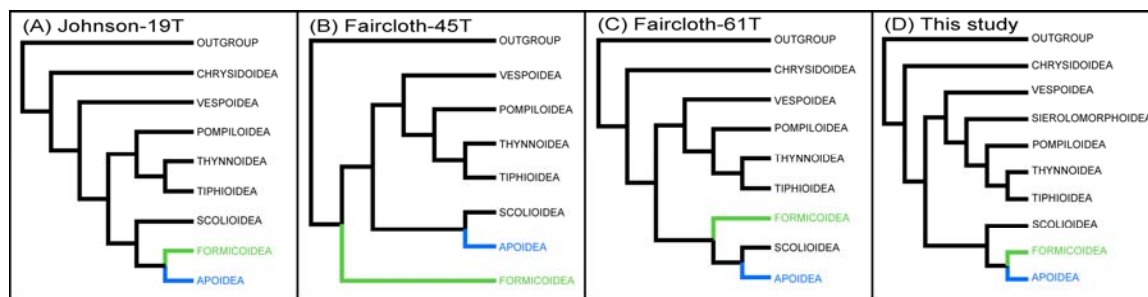 (A) Johnson-19T
OUTGROUP
CHRYSIDOIDEA
VESPOIDEA
POMPILOIDEA
THYNNOIDEA
TIPHIOIDEA
SCOLIOIDEA
FORMICOIDEA
APOIDEA
(B) Faircloth-45T
OUTGROUP
VESPOIDEA
POMPILOIDEA
THYNNOIDEA
TIPHIOIDEA
SCOLIOIDEA
APOIDEA
FORMICOIDEA
(C) Faircloth-61T
OUTGROUP
CHRYSIDOIDEA
VESPOIDEA
POMPILOIDEA
THYNNOIDEA
TIPHIOIDEA
FORMICOIDEA
SCOLIOIDEA
APOIDEA
(D) This study
OUTGROUP
CHRYSIDOIDEA
VESPOIDEA
SIEROLOMORPHOIDEA
POMPILOIDEA
THYNNOIDEA
TIPHIOIDEA
SCOLIOIDEA
FORMICOIDEA
APOIDEA